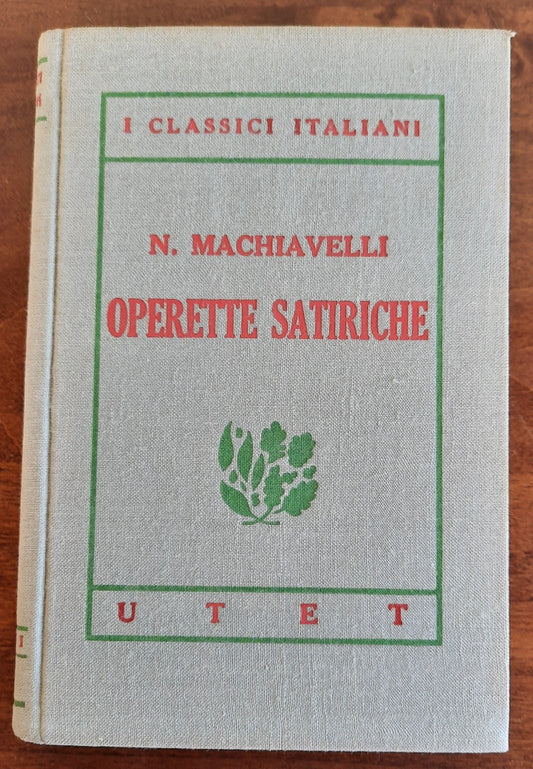 I CLASSICI ITALIANI
N. MACHIAVELLI
OPERETTE SATIRICHE
U T E T